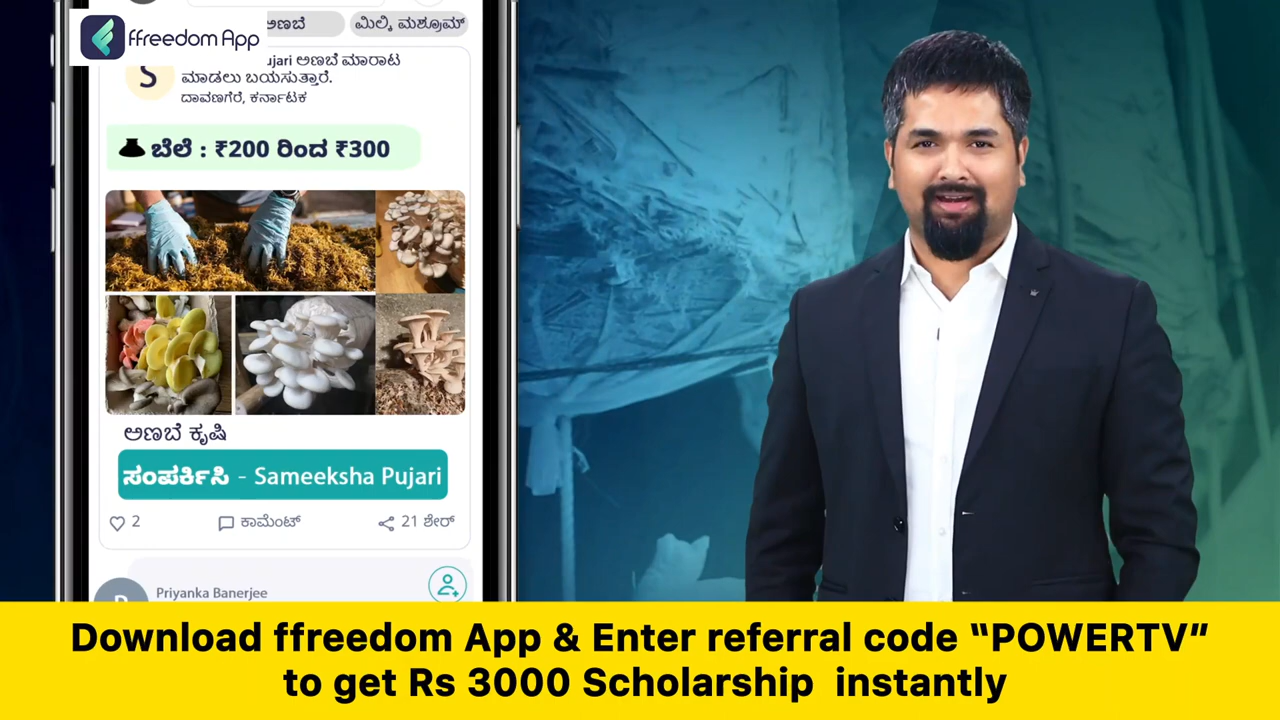 ffreedom App
ಅಣಬೆ
ಮಿಲ್ಕಿ ಮಶ್ರೂಮ್
S
ujari ಅಣಬೆ ಮಾರಾಟ
ಮಾಡಲು ಬಯಸುತ್ತಾರೆ.
ದಾವಣಗೆರೆ, ಕರ್ನಾಟಕ
ಬೆಲೆ : ₹200 ರಿಂದ ₹300
ಅಣಬೆ ಕೃಷಿ
ಸಂಪರ್ಕಿಸಿ - Sameeksha Pujari
2
ಕಾಮೆಂಟ್
21 ಶೇರ್
Priyanka Banerjee
Download ffreedom App & Enter referral code “POWERTV”
to get Rs 3000 Scholarship instantly